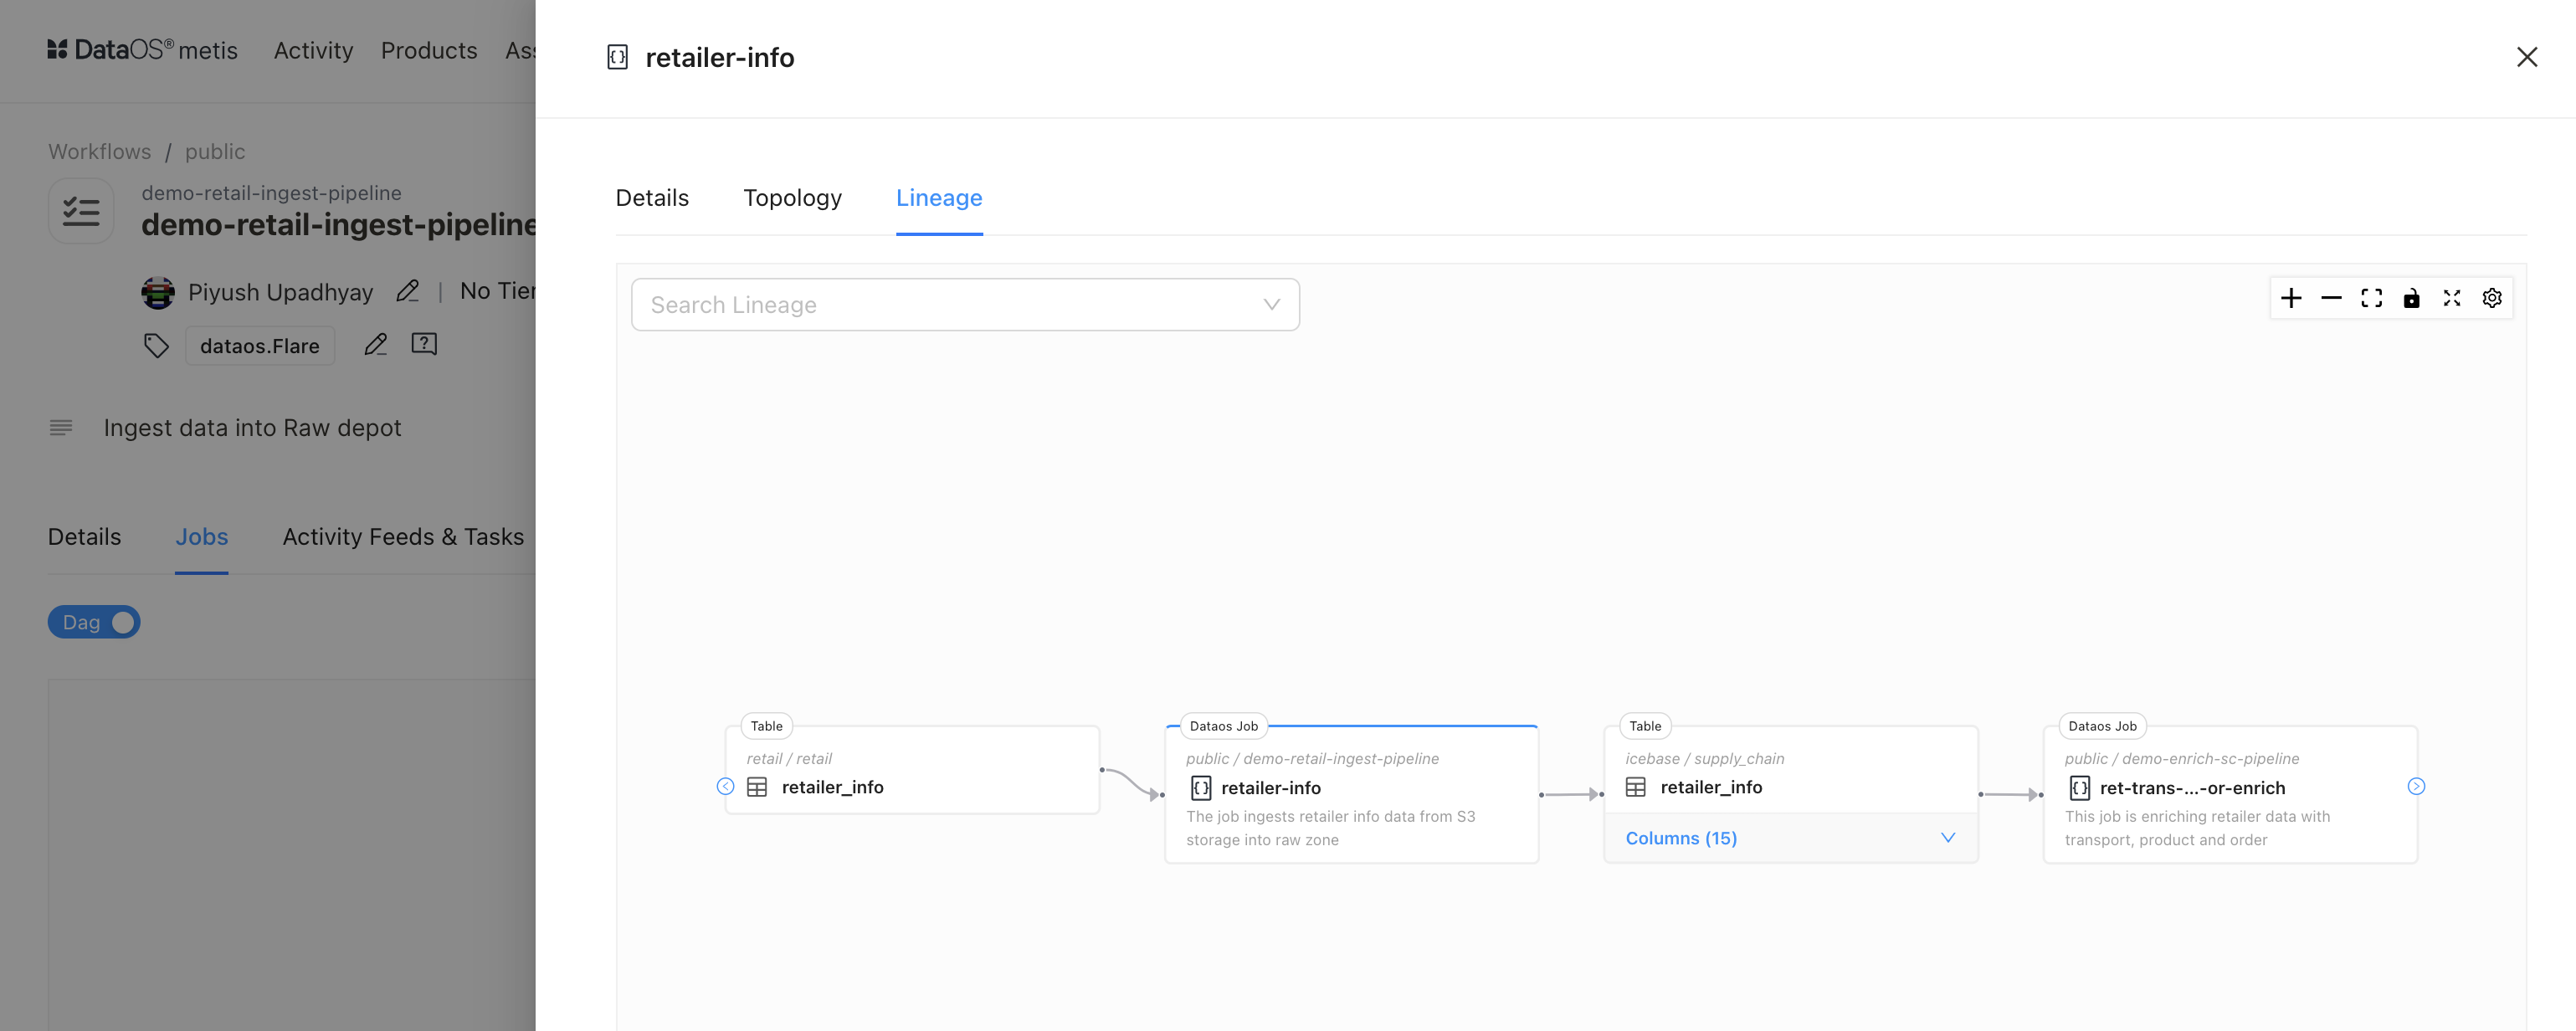 DataOS® metis
Activity
Products
Ass
Workflows / public
demo-retail-ingest-pipeline
demo-retail-ingest-pipeline
Piyush Upadhyay
| No Tier
dataos.Flare
Ingest data into Raw depot
Details
Jobs
Activity Feeds & Tasks
Dag
retailer-info
Details
Topology
Lineage
Search Lineage
Table
retail / retail
retailer_info
Dataos Job
public / demo-retail-ingest-pipeline
retailer-info
The job ingests retailer info data from S3
storage into raw zone
Table
icebase / supply_chain
retailer_info
Columns (15)
Dataos Job
public / demo-enrich-sc-pipeline
ret-trans-...-or-enrich
This job is enriching retailer data with
transport, product and order